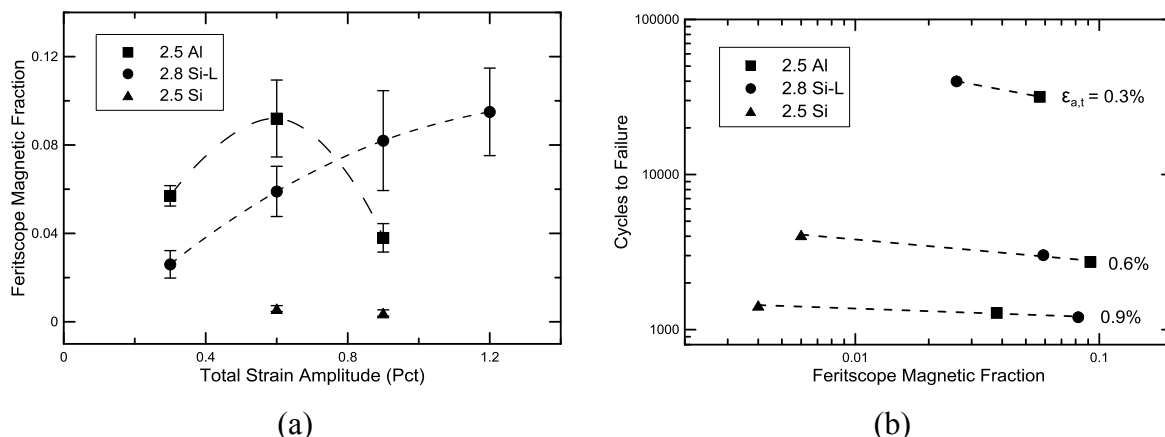 2.5 Al
2.8 Si-L
2.5 Si
0.12
0.08
0.04
0
Feritscope Magnetic Fraction
0
0.4
0.8
1.2
Total Strain Amplitude (Pct)
(a)
2.5 Al
2.8 Si-L
2.5 Si
100000
10000
1000
Cycles to Failure
εa,t = 0.3%
0.6%
0.9%
0.01
0.1
Feritscope Magnetic Fraction
(b)